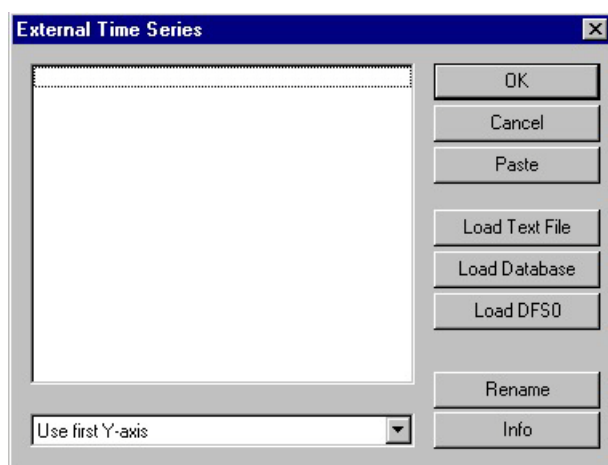 External Time Series
OK
Cancel
Paste
Load Text File
Load Database
Load DFS0
Rename
Use first Y-axis
Info